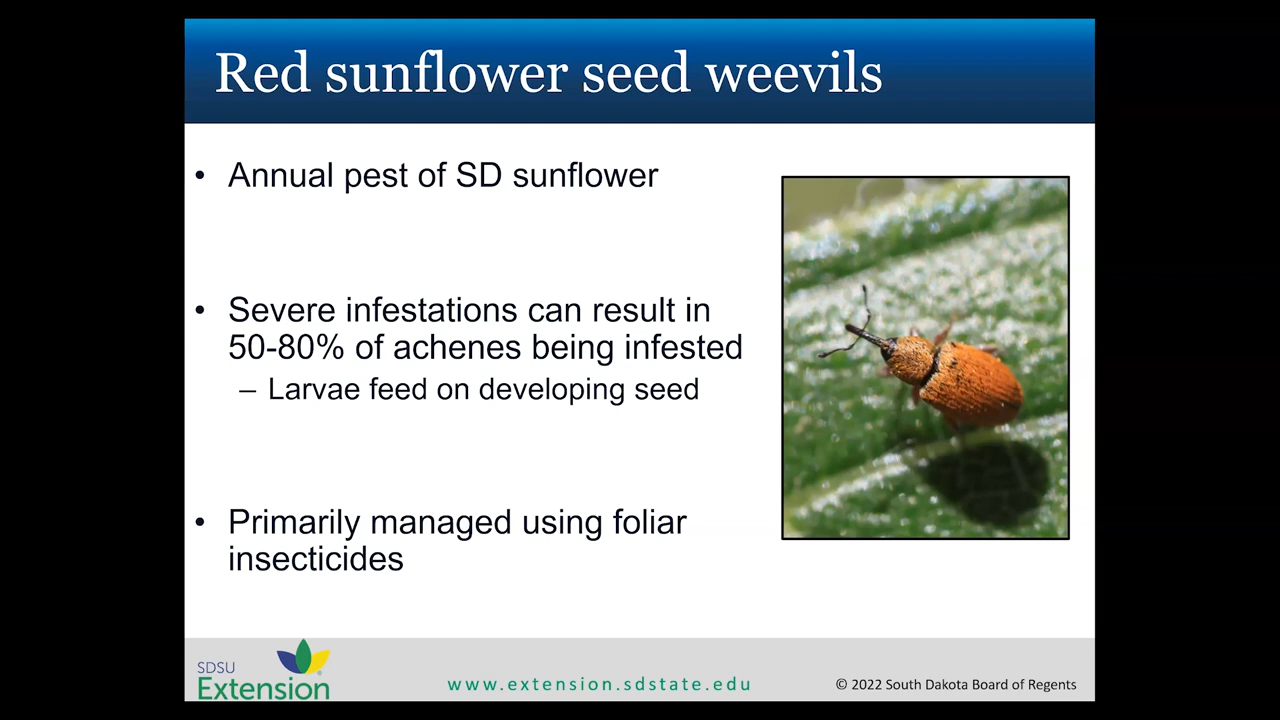 Red sunflower seed weevils
• Annual pest of SD sunflower
• Severe infestations can result in
50-80% of achenes being infested
– Larvae feed on developing seed
• Primarily managed using foliar
insecticides
SDSU
Extension
www.extension.sdstate.edu
© 2022 South Dakota Board of Regents